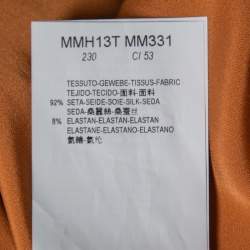 MMH13T MM331
230 CI 53
TESSUTO-GEWEBE-TISSUS-FABRIC
TEJIDO-TECIDO-面料-面料
92% SETA-SEIDE-SOIE-SILK-SEDA
SEDA-桑蠶絲-桑蚕丝
8% ELASTAN-ELASTAN-ELASTAN
ELASTANE-ELASTANO-ELASTANO
氨綸-氨纶